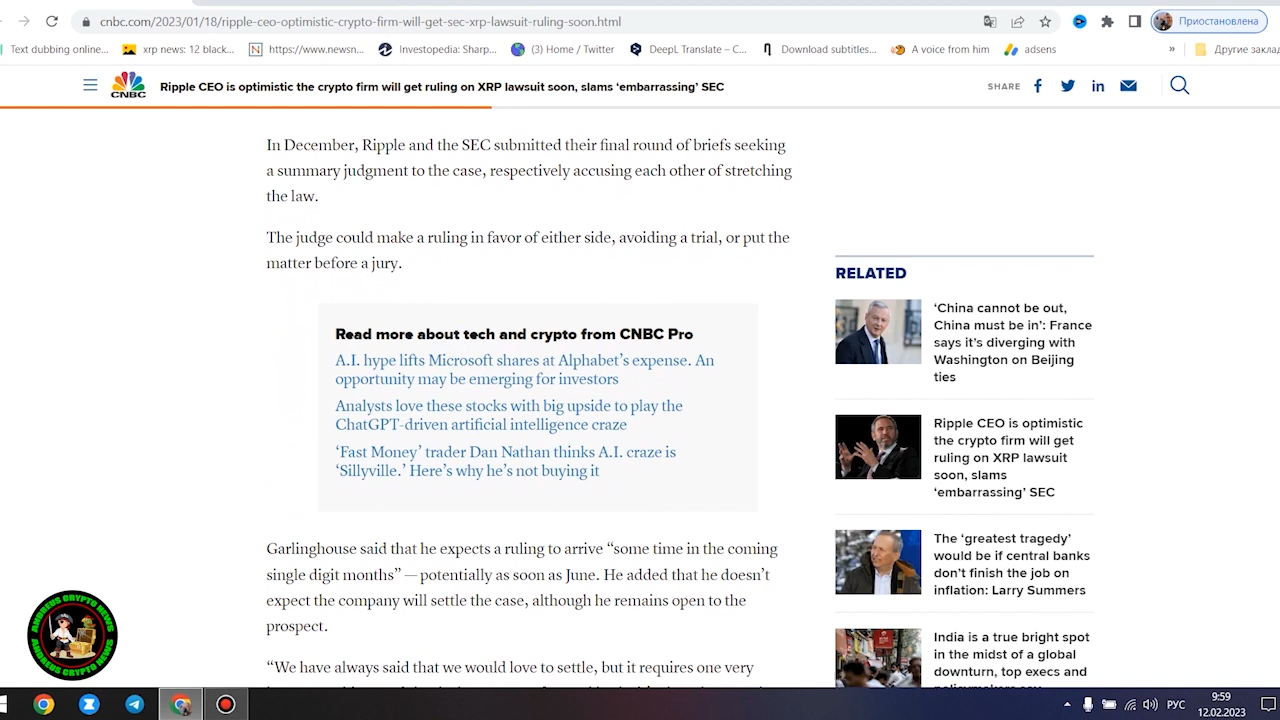 cnbc.com/2023/01/18/ripple-ceo-optimistic-crypto-firm-will-get-sec-xrp-lawsuit-ruling-soon.html
Приостановлена
Text dubbing online...
xrp news: 12 black...
https://www.newsn...
Investopedia: Sharp...
(3) Home / Twitter
DeepL Translate – C...
Download subtitles...
A voice from him
adsens
»
Другие закла
CNBC
Ripple CEO is optimistic the crypto firm will get ruling on XRP lawsuit soon, slams ‘embarrassing’ SEC
SHARE
In December, Ripple and the SEC submitted their final round of briefs seeking
a summary judgment to the case, respectively accusing each other of stretching
the law.
The judge could make a ruling in favor of either side, avoiding a trial, or put the
matter before a jury.
Read more about tech and crypto from CNBC Pro
A.I. hype lifts Microsoft shares at Alphabet’s expense. An
opportunity may be emerging for investors
Analysts love these stocks with big upside to play the
ChatGPT-driven artificial intelligence craze
‘Fast Money’ trader Dan Nathan thinks A.I. craze is
‘Sillyville.’ Here’s why he’s not buying it
Garlinghouse said that he expects a ruling to arrive “some time in the coming
single digit months” — potentially as soon as June. He added that he doesn’t
expect the company will settle the case, although he remains open to the
prospect.
“We have always said that we would love to settle, but it requires one very
RELATED
‘China cannot be out,
China must be in’: France
says it’s diverging with
Washington on Beijing
ties
Ripple CEO is optimistic
the crypto firm will get
ruling on XRP lawsuit
soon, slams
‘embarrassing’ SEC
The ‘greatest tragedy’
would be if central banks
don’t finish the job on
inflation: Larry Summers
India is a true bright spot
in the midst of a global
downturn, top execs and
ANDREUS CRYPTO NEWS
ANDREUS CRYPTO NEWS
РУС
9:59
12.02.2023